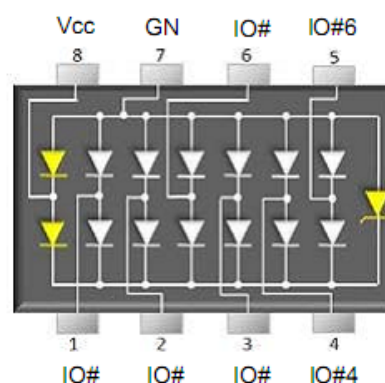 Vcc GN IO# IO#6
8 7 6 5
1 2 3 4
IO# IO# IO# IO#4